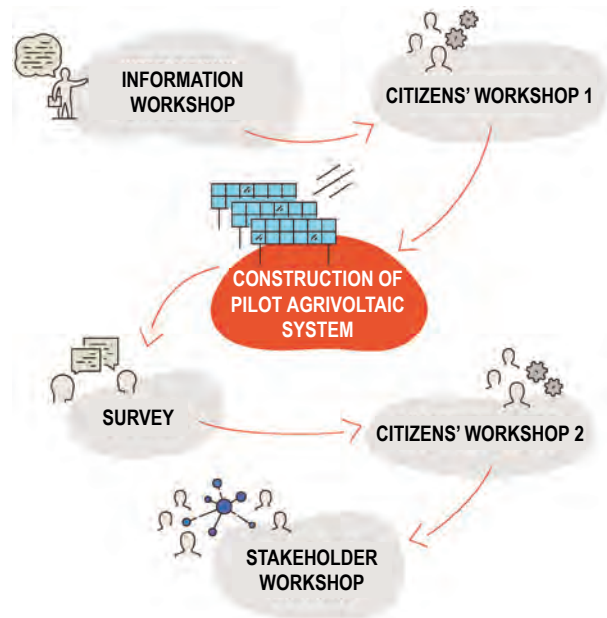 INFORMATION
WORKSHOP
CITIZENS’ WORKSHOP 1
CONSTRUCTION OF
PILOT AGRIVOLTAIC
SYSTEM
SURVEY
CITIZENS’ WORKSHOP 2
STAKEHOLDER
WORKSHOP